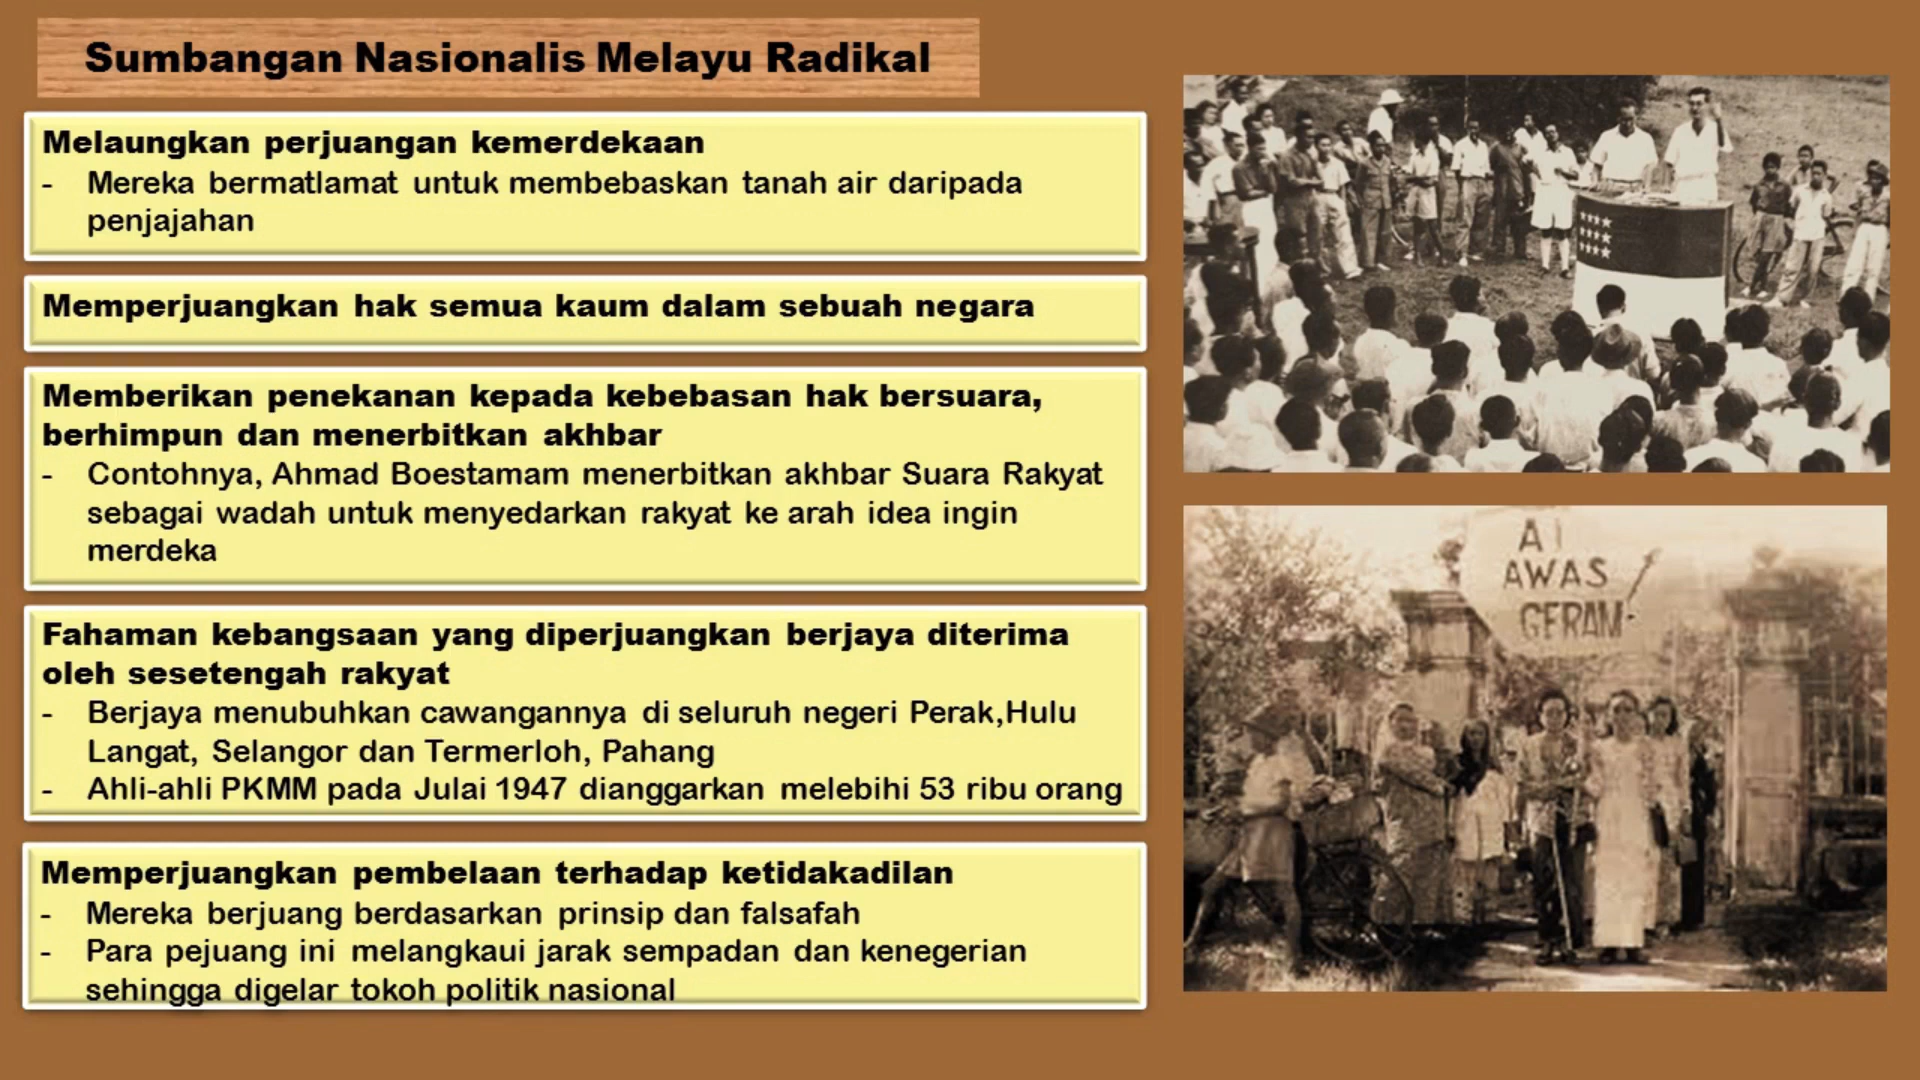 Sumbangan Nasionalis Melayu Radikal
Melaungkan perjuangan kemerdekaan
- Mereka bermatlamat untuk membebaskan tanah air daripada
penjajahan
Memperjuangkan hak semua kaum dalam sebuah negara
Memberikan penekanan kepada kebebasan hak bersuara,
berhimpun dan menerbitkan akhbar
- Contohnya, Ahmad Boestamam menerbitkan akhbar Suara Rakyat
sebagai wadah untuk menyedarkan rakyat ke arah idea ingin
merdeka
Fahaman kebangsaan yang diperjuangkan berjaya diterima
oleh sesetengah rakyat
- Berjaya menubuhkan cawangannya di seluruh negeri Perak,Hulu
Langat, Selangor dan Termerloh, Pahang
- Ahli-ahli PKMM pada Julai 1947 dianggarkan melebihi 53 ribu orang
Memperjuangkan pembelaan terhadap ketidakadilan
- Mereka berjuang berdasarkan prinsip dan falsafah
- Para pejuang ini melangkaui jarak sempadan dan kenegerian
sehingga digelar tokoh politik nasional
AWAS
GERAM